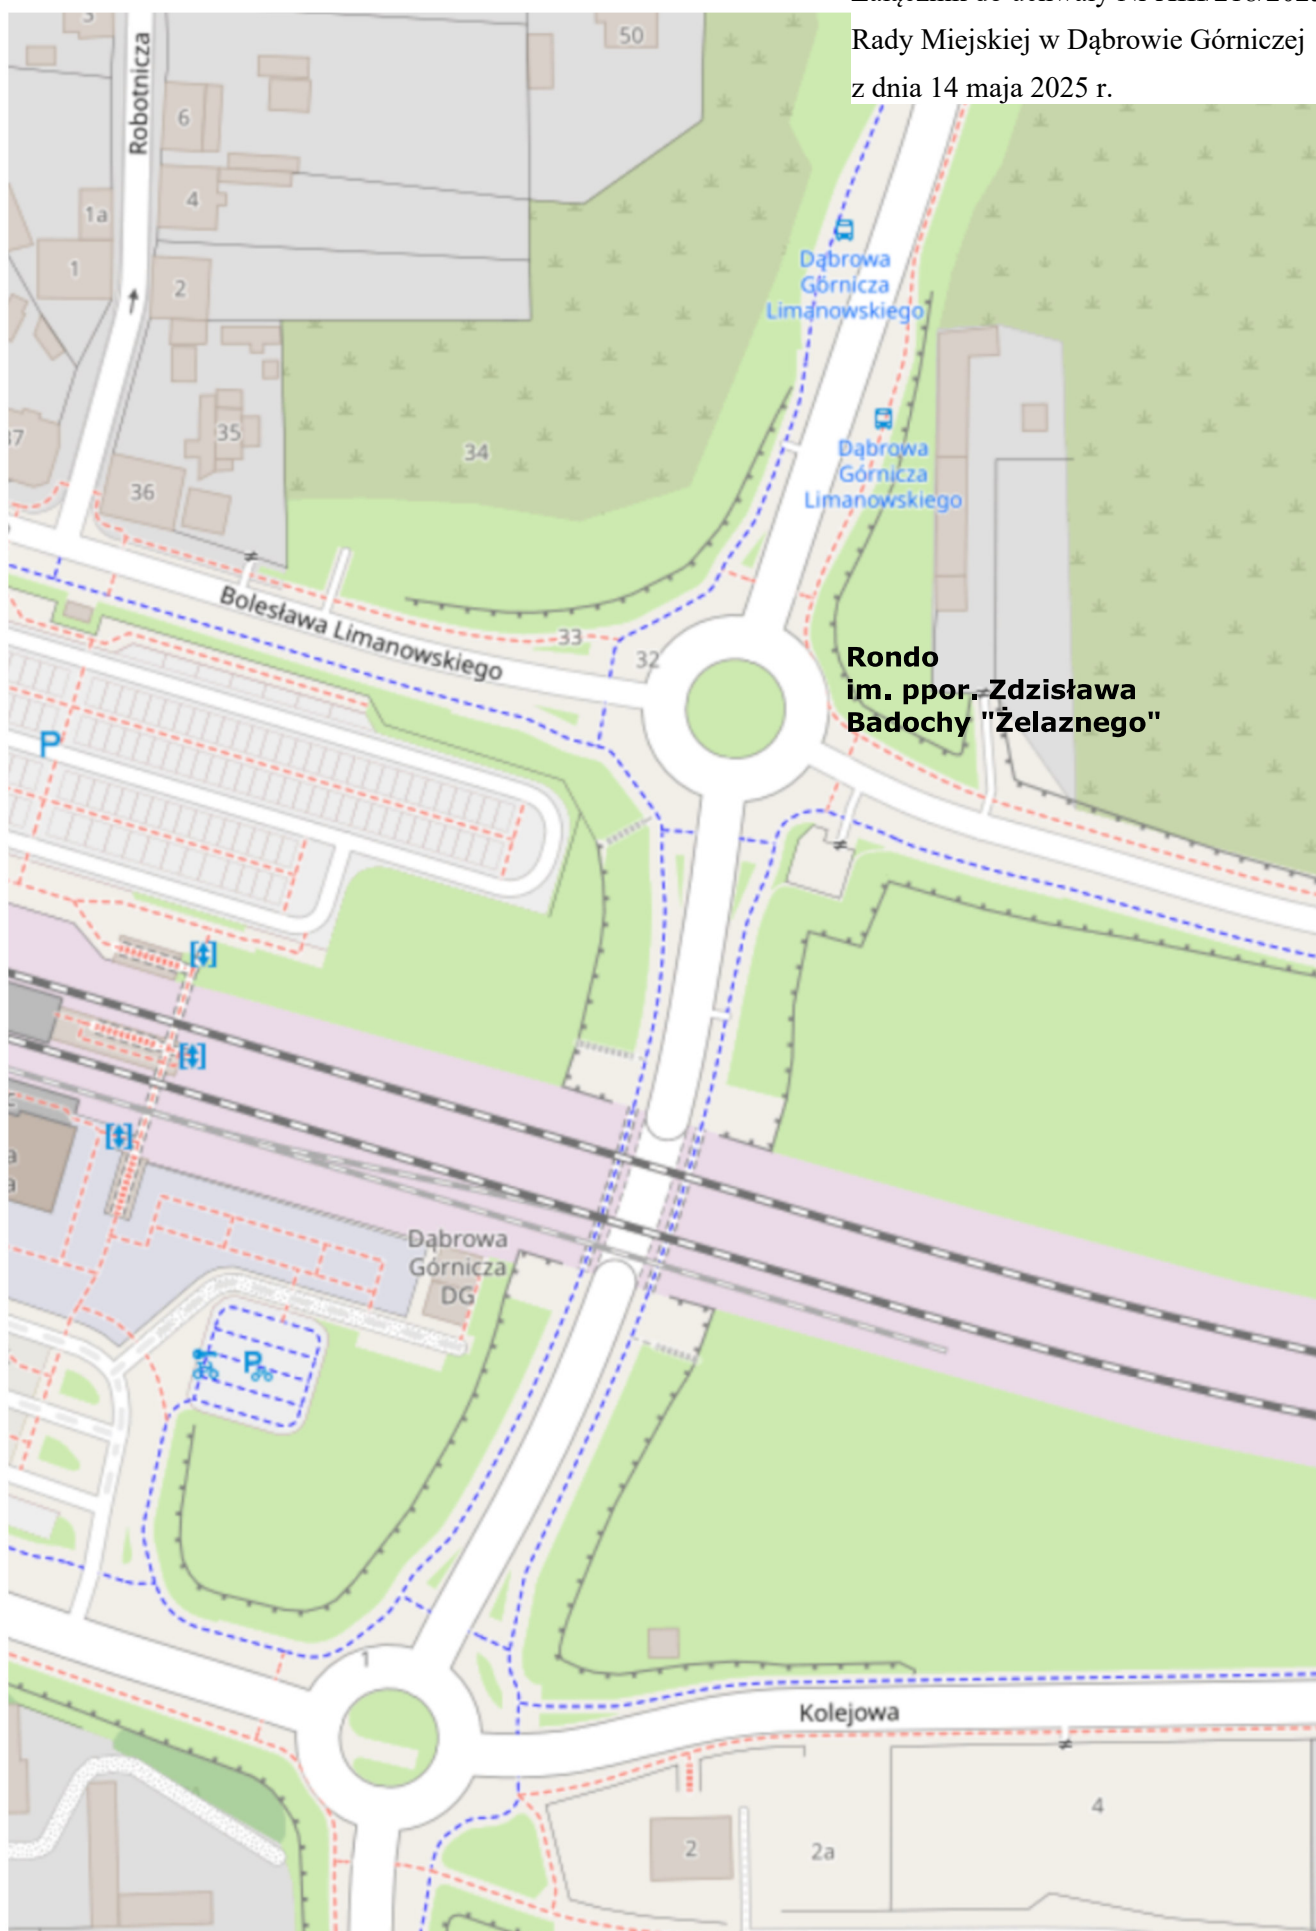 Rady Miejskiej w Dąbrowie Górniczej
z dnia 14 maja 2025 r.
50
Robotnicza
6
4
1a
1
2
Dąbrowa
Górnicza
Limanowskiego
35
34
36
37
Dąbrowa
Górnicza
Limanowskiego
Bolesława Limanowskiego
33
32
Rondo
im. ppor. Zdzisława
Badochy "Żelaznego"
P
Dąbrowa
Górnicza
DG
P
1
Kolejowa
4
2
2a